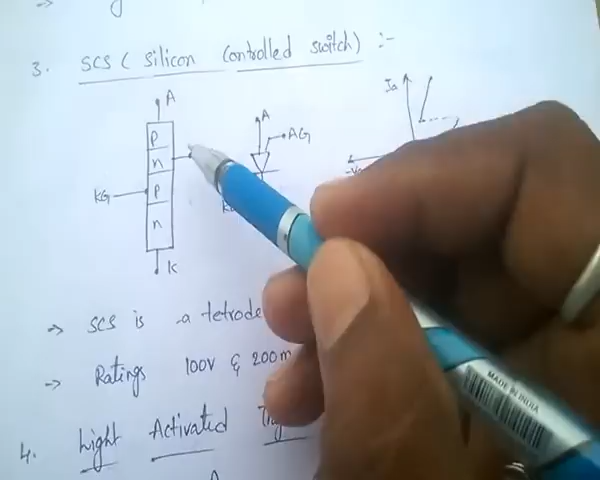 3. SCS ( Silicon Controlled switch) :-
A
P
n
P
n
KG
K
A
AG
Ia
→ SCS is a tetrode
→ Ratings 100V & 200m
4. Light Activated
A
MADE IN INDIA